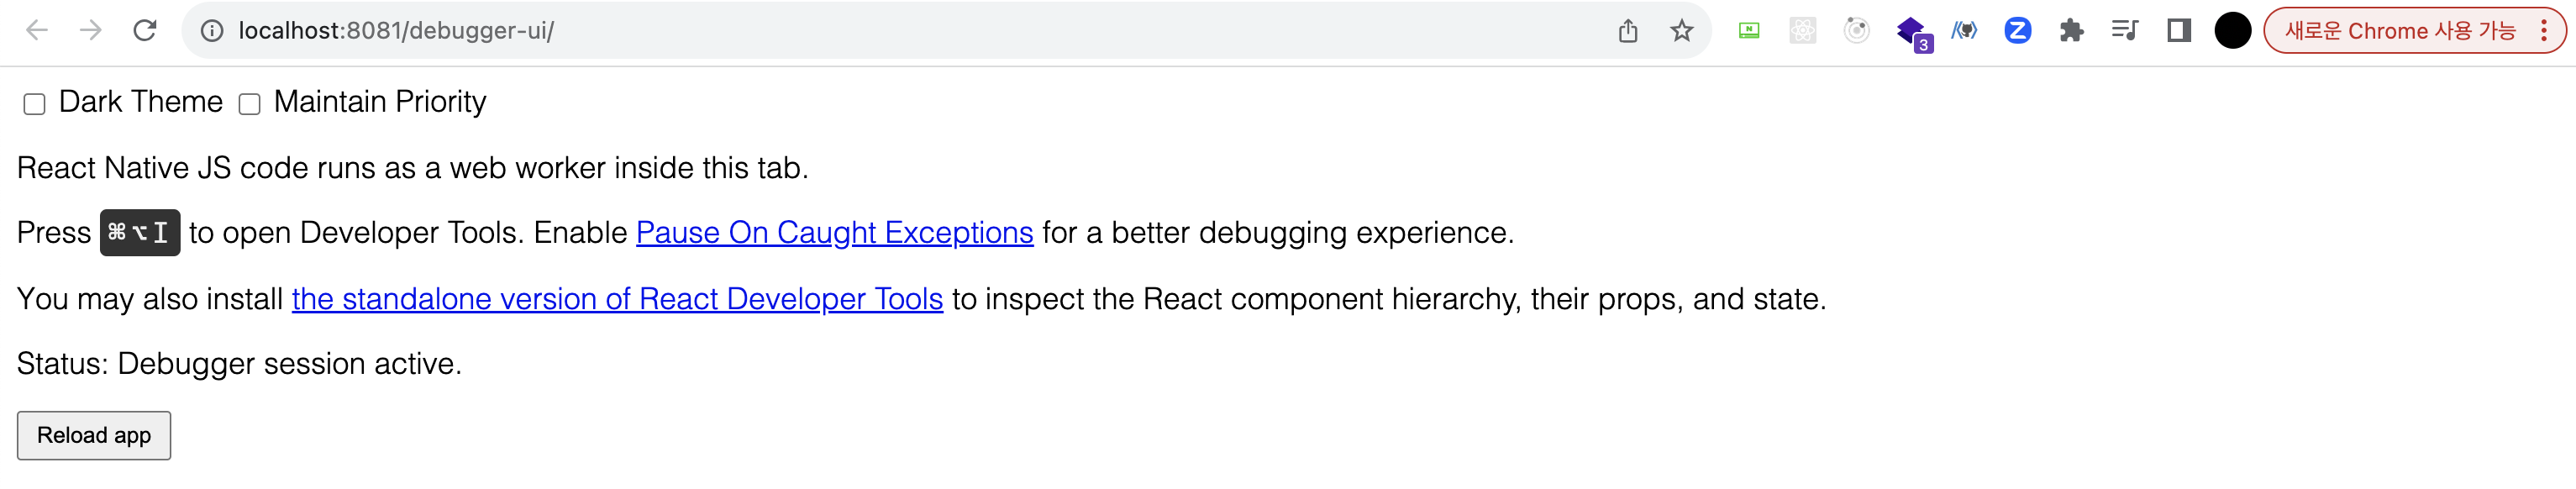 localhost:8081/debugger-ui/
3
새로운 Chrome 사용 가능
Dark Theme Maintain Priority
React Native JS code runs as a web worker inside this tab.
Press ⌘⌥I to open Developer Tools. Enable Pause On Caught Exceptions for a better debugging experience.
You may also install the standalone version of React Developer Tools to inspect the React component hierarchy, their props, and state.
Status: Debugger session active.
Reload app